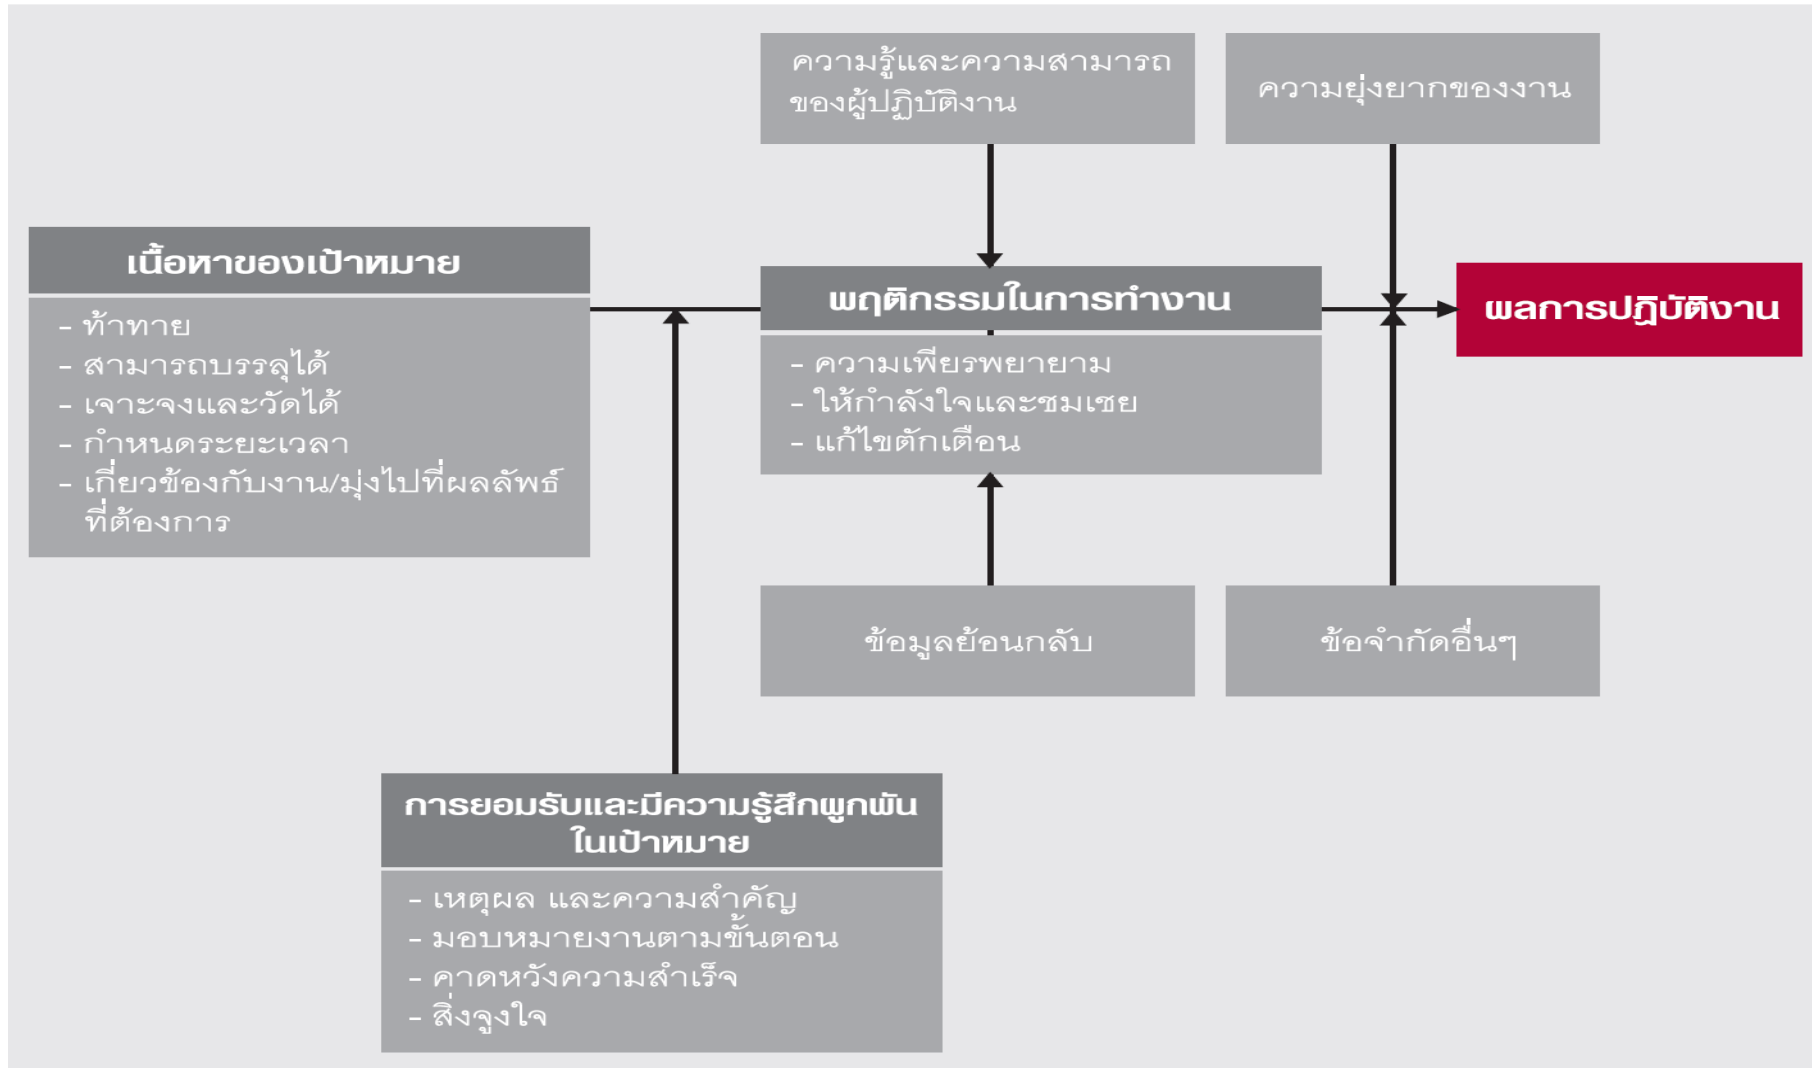 ความรู้และความสามารถ
ของผู้ปฏิบัติงาน
ความยุ่งยากของงาน
เนื้อหาของเป้าหมาย
- ท้าทาย
- สามารถบรรลุได้
- เจาะจงและวัดได้
- กำหนดระยะเวลา
- เกี่ยวข้องกับงาน/มุ่งไปที่ผลลัพธ์
ที่ต้องการ
พฤติกรรมในการทำงาน
- ความเพียรพยายาม
- ให้กำลังใจและชมเชย
- แก้ไขตักเตือน
ผลการปฏิบัติงาน
ข้อมูลย้อนกลับ
ข้อจำกัดอื่นๆ
การยอมรับและมีความรู้สึกผูกพัน
ในเป้าหมาย
- เหตุผล และความสำคัญ
- มอบหมายงานตามขั้นตอน
- คาดหวังความสำเร็จ
- สิ่งจูงใจ